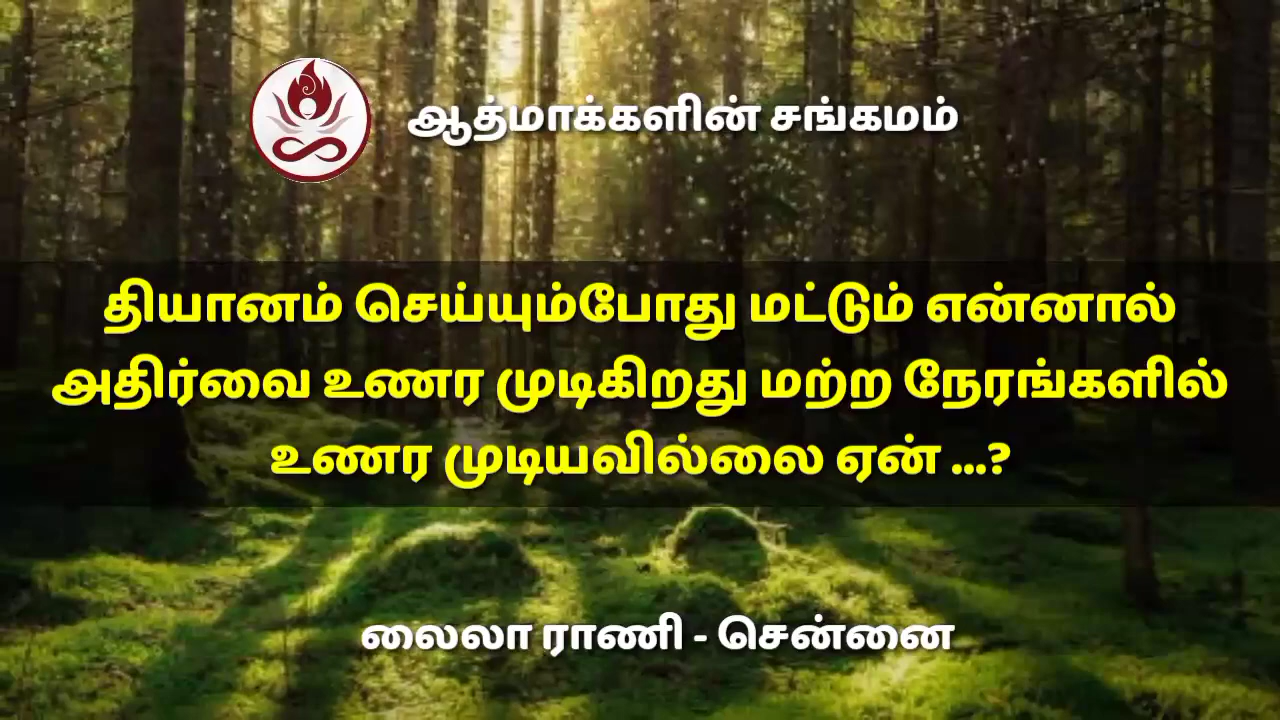 ஆத்மாக்களின் சங்கமம்
தியானம் செய்யும்போது மட்டும் என்னால்
அதிர்வை உணர முடிகிறது மற்ற நேரங்களில்
உணர முடியவில்லை ஏன் ...?
லைலா ராணி - சென்னை